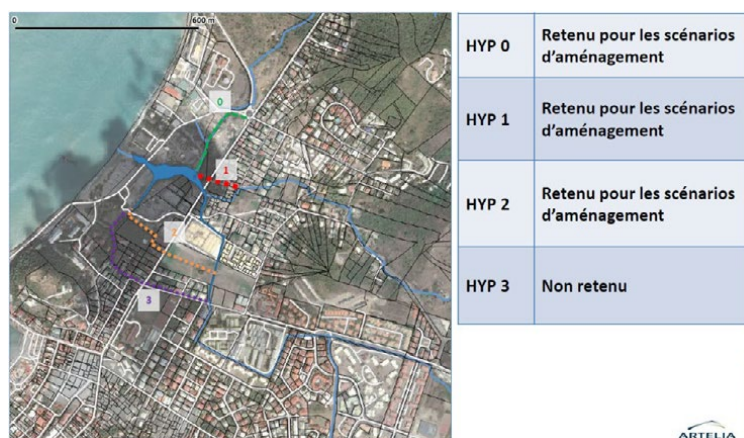 0
600 m
0
1
2
3
HYP 0
Retenu pour les scénarios
d'aménagement
HYP 1
Retenu pour les scénarios
d'aménagement
HYP 2
Retenu pour les scénarios
d'aménagement
HYP 3
Non retenu
ARTELIA